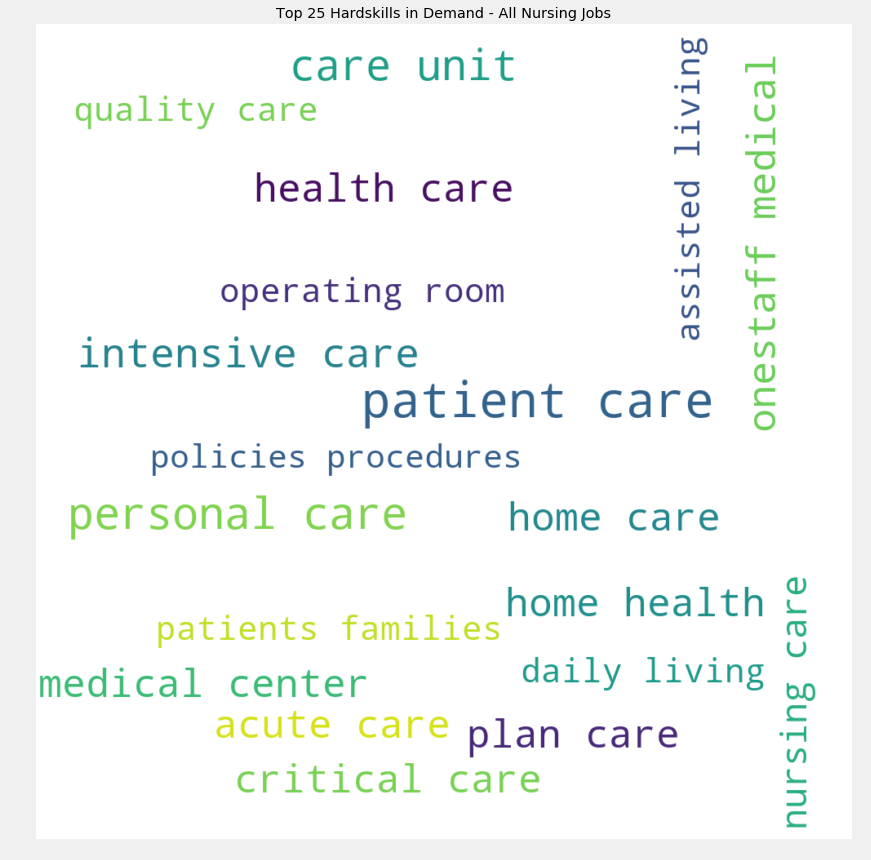 Top 25 Hardskills in Demand - All Nursing Jobs
care unit
quality care
assisted living
onestaff medical
health care
operating room
intensive care
patient care
policies procedures
personal care
home care
home health
nursing care
patients families
daily living
medical center
acute care
plan care
critical care